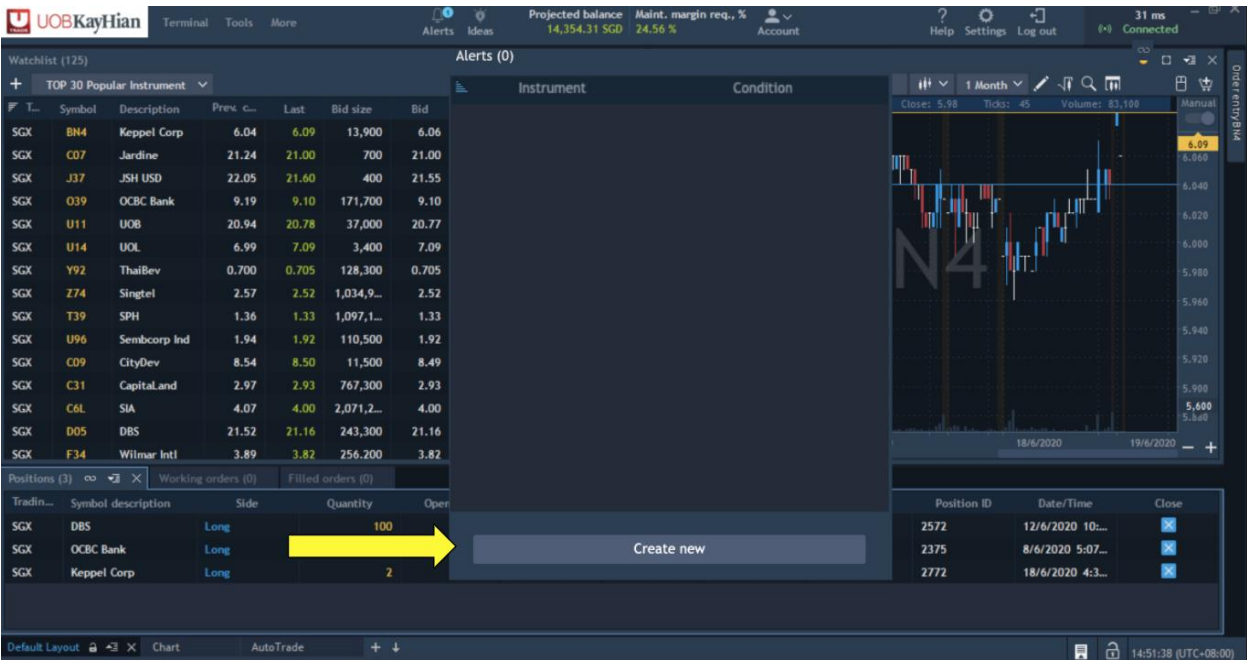 UOBKayHian
TRADE
Terminal Tools More
Alerts Ideas
Projected balance
14,354.31 SGD
Maint. margin req., %
24.56 %
Account
Help Settings Log out
31 ms
Connected
Watchlist (125)
TOP 30 Popular Instrument
T... Symbol Description Prev. c... Last Bid size Bid
SGX BN4 Keppel Corp 6.04 6.09 13,900 6.06
SGX C07 Jardine 21.24 21.00 700 21.00
SGX J37 JSH USD 22.05 21.60 400 21.55
SGX O39 OCBC Bank 9.19 9.10 171,700 9.10
SGX U11 UOB 20.94 20.78 37,000 20.77
SGX U14 UOL 6.99 7.09 3,400 7.09
SGX Y92 ThaiBev 0.700 0.705 128,300 0.705
SGX Z74 Singtel 2.57 2.52 1,034,9... 2.52
SGX T39 SPH 1.36 1.33 1,097,1... 1.33
SGX U96 Sembcorp Ind 1.94 1.92 110,500 1.92
SGX C09 CityDev 8.54 8.50 11,500 8.49
SGX C31 CapitaLand 2.97 2.93 767,300 2.93
SGX C6L SIA 4.07 4.00 2,071,2... 4.00
SGX D05 DBS 21.52 21.16 243,300 21.16
SGX F34 Wilmar Intl 3.89 3.82 256.200 3.82
Alerts (0)
Instrument Condition
Create new
1 Month
Close: 5.98 Ticks: 45 Volume: 83,100
Manual
6.09
6.060
6.040
6.020
6.000
5.980
5.960
5.940
5.920
5.900
5,600
N4
18/6/2020 19/6/2020
Order entry BN4
Positions (3) Working orders (0) Filled orders (0)
Tradin... Symbol description Side Quantity Open Position ID Date/Time Close
SGX DBS Long 100 2572 12/6/2020 10:...
SGX OCBC Bank Long 2375 8/6/2020 5:07...
SGX Keppel Corp Long 2 2772 18/6/2020 4:3...
Default Layout Chart AutoTrade
14:51:38 (UTC+08:00)